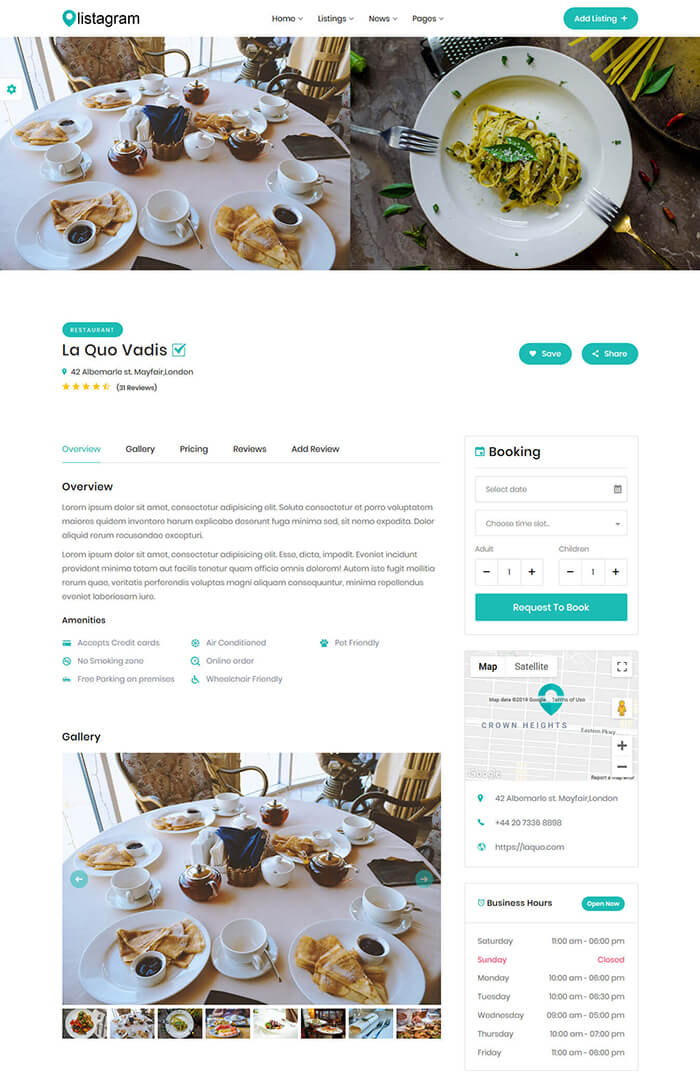 listagram
Home
Listings
News
Pages
Add Listing +
RESTAURANT
La Quo Vadis
42 Albemarle st. Mayfair,London
(31 Reviews)
Save
Share
Overview
Gallery
Pricing
Reviews
Add Review
Overview
Lorem ipsum dolor sit amet, consectetur adipisicing elit. Soluta consectetur et porro voluptatem
maiores quidem inventore harum explicabo deserunt fuga minima sed, sit nemo expedita. Dolor
aliquid rerum recusandae excepturi.
Lorem ipsum dolor sit amet, consectetur adipisicing elit. Esse, dicta, impedit. Eveniet incidunt
provident minima totam aut facilis tenetur quam officia omnis dolorem! Autem iste fugit mollitia
rerum quae, veritatis perferendis voluptas magni aliquam consequuntur, minima repellendus
eveniet laboriosam iure.
Amenities
Accepts Credit cards
Air Conditioned
Pet Friendly
No Smoking zone
Online order
Free Parking on premises
Wheelchair Friendly
Gallery
Booking
Select date
Choose time slot..
Adult
Children
− 1 +
− 1 +
Request To Book
Map
Satellite
Map data ©2019 Google
Terms of Use
CROWN HEIGHTS
Eastern Pkwy
Google
Report a map error
42 Albemarle st. Mayfair,London
+44 20 7336 8898
https://laquo.com
Business Hours
Open Now
Saturday 11:00 am - 06:00 pm
Sunday Closed
Monday 10:00 am - 06:00 pm
Tuesday 10:00 am - 06:30 pm
Wednesday 09:00 am - 05:00 pm
Thursday 10:00 am - 07:00 pm
Friday 11:00 am - 06:00 pm